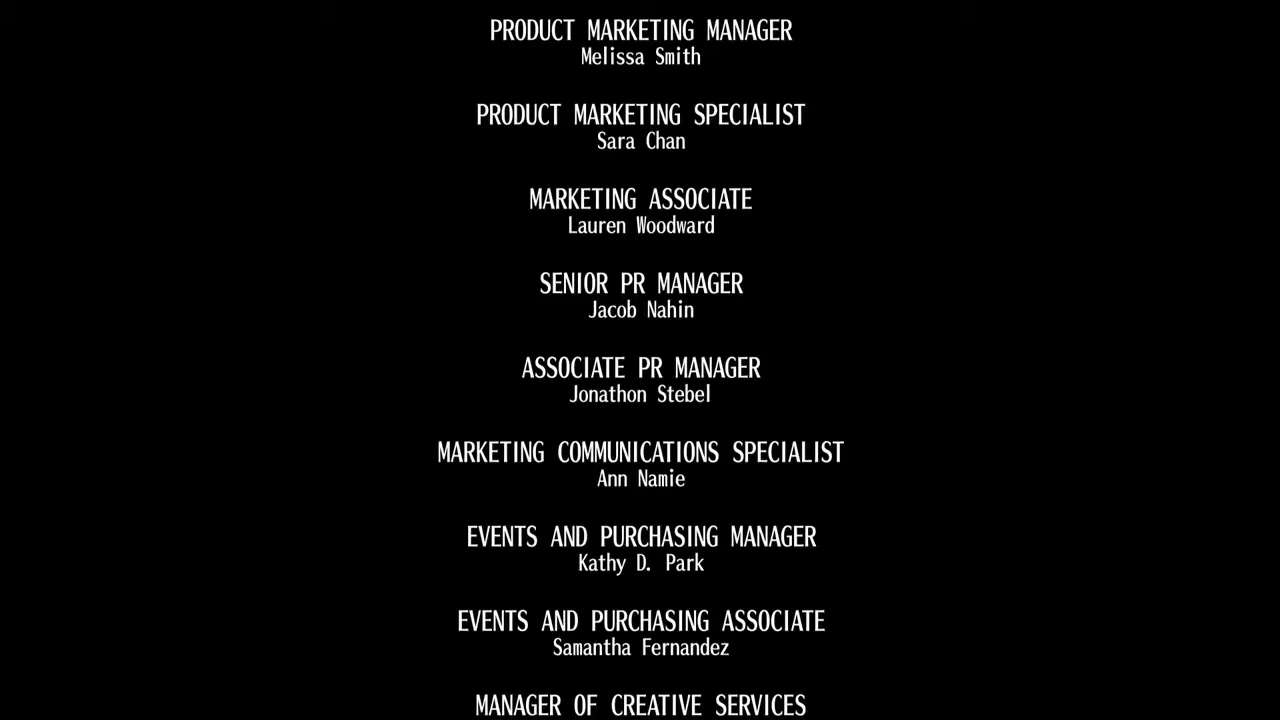 PRODUCT MARKETING MANAGER
Melissa Smith
PRODUCT MARKETING SPECIALIST
Sara Chan
MARKETING ASSOCIATE
Lauren Woodward
SENIOR PR MANAGER
Jacob Nahin
ASSOCIATE PR MANAGER
Jonathon Stebel
MARKETING COMMUNICATIONS SPECIALIST
Ann Namie
EVENTS AND PURCHASING MANAGER
Kathy D. Park
EVENTS AND PURCHASING ASSOCIATE
Samantha Fernandez
MANAGER OF CREATIVE SERVICES